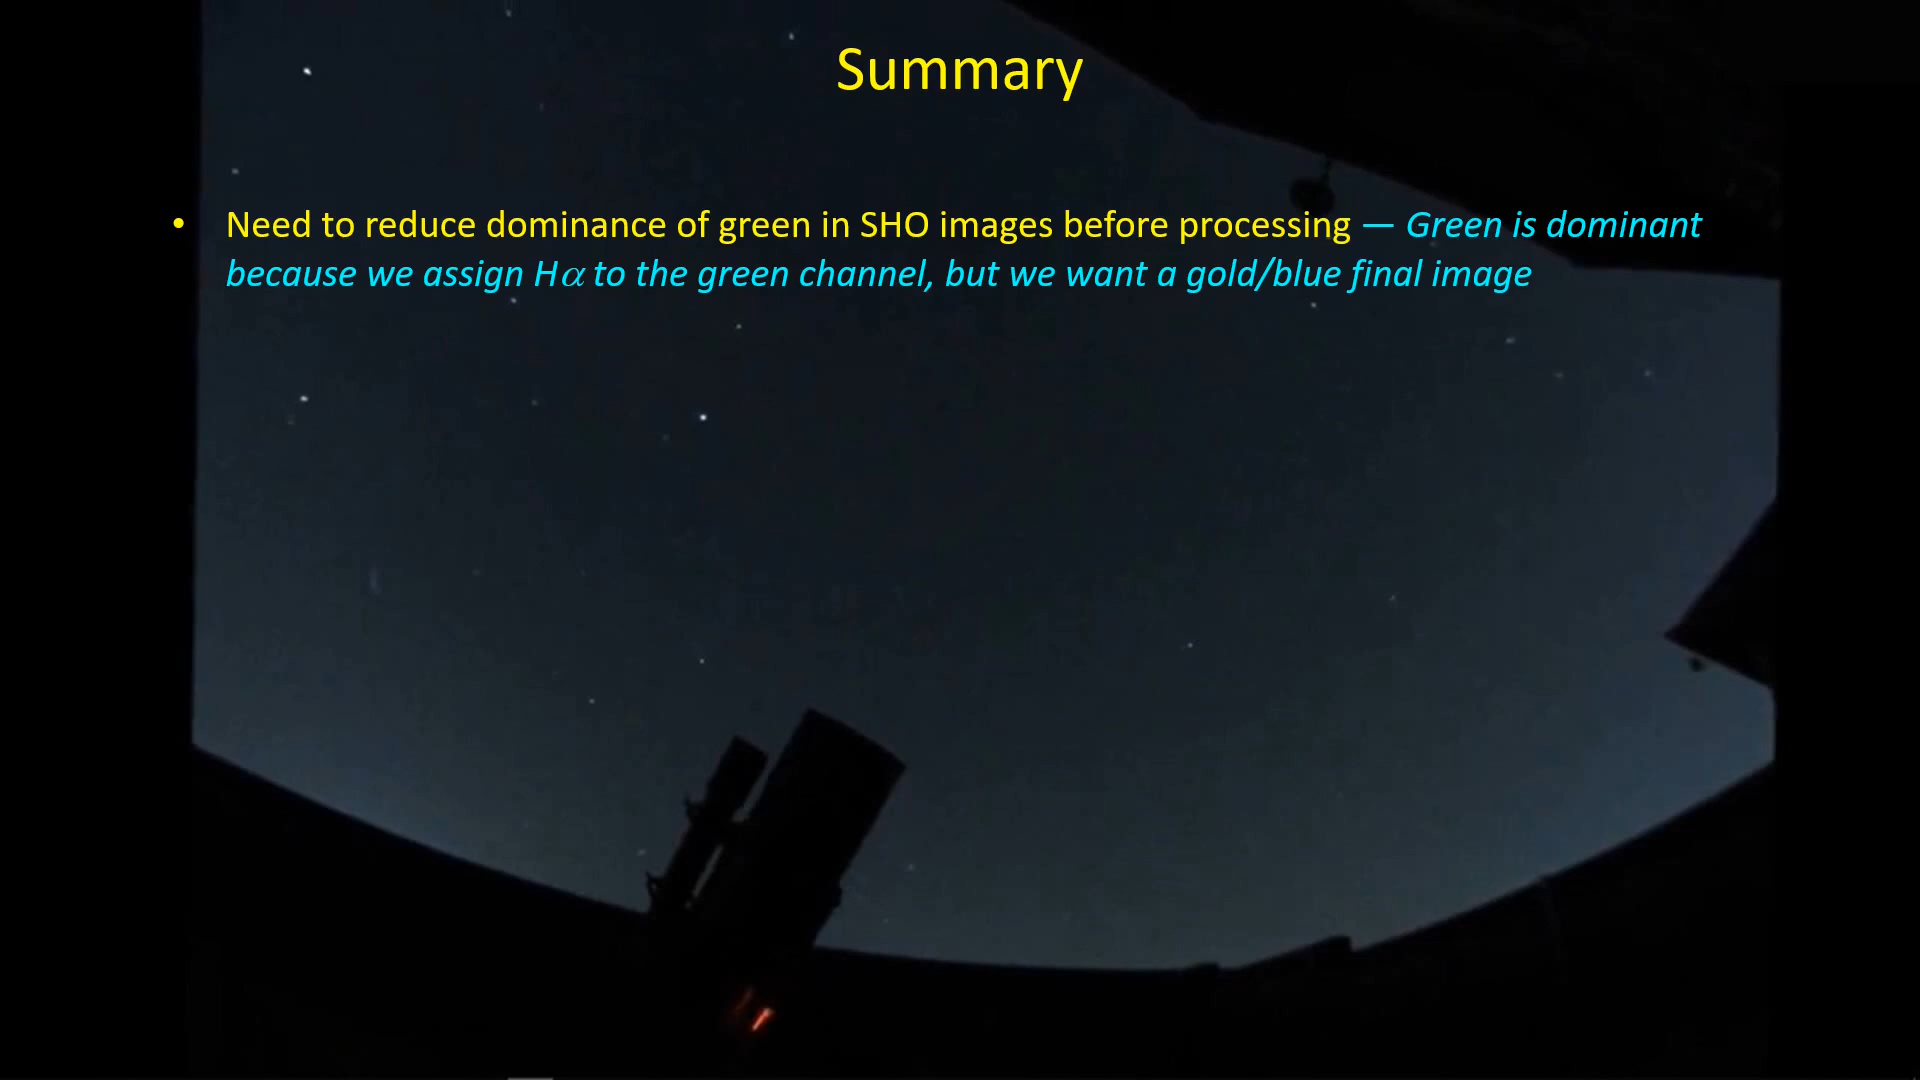 Summary
• Need to reduce dominance of green in SHO images before processing — Green is dominant
because we assign Hα to the green channel, but we want a gold/blue final image